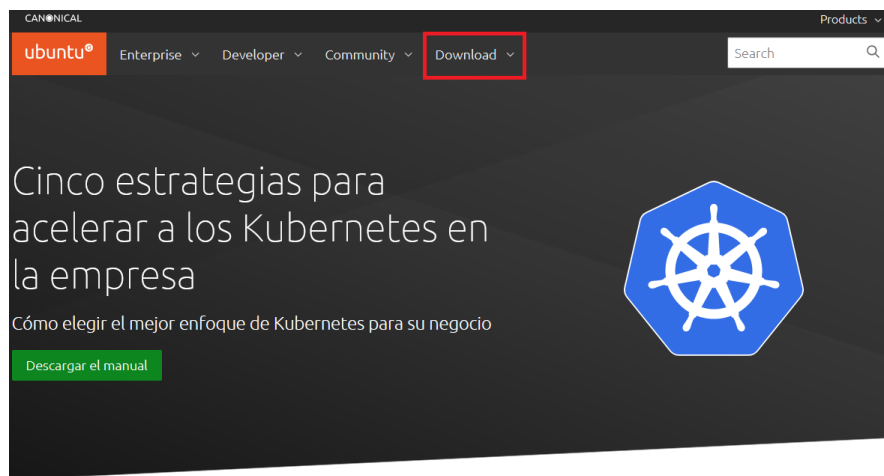 CANONICAL
Products
ubuntu®
Enterprise
Developer
Community
Download
Search
Cinco estrategias para
acelerar a los Kubernetes en
la empresa
Cómo elegir el mejor enfoque de Kubernetes para su negocio
Descargar el manual